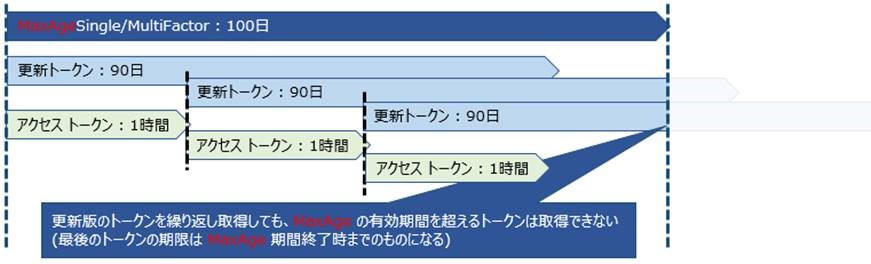 MaxAgeSingle/MultiFactor : 100日
更新トークン : 90日
更新トークン : 90日
更新トークン : 90日
アクセス トークン : 1時間
アクセス トークン : 1時間
アクセス トークン : 1時間
更新版のトークンを繰り返し取得しても、MaxAge の有効期間を超えるトークンは取得できない
(最後のトークンの期限は MaxAge 期間終了時までのものになる)